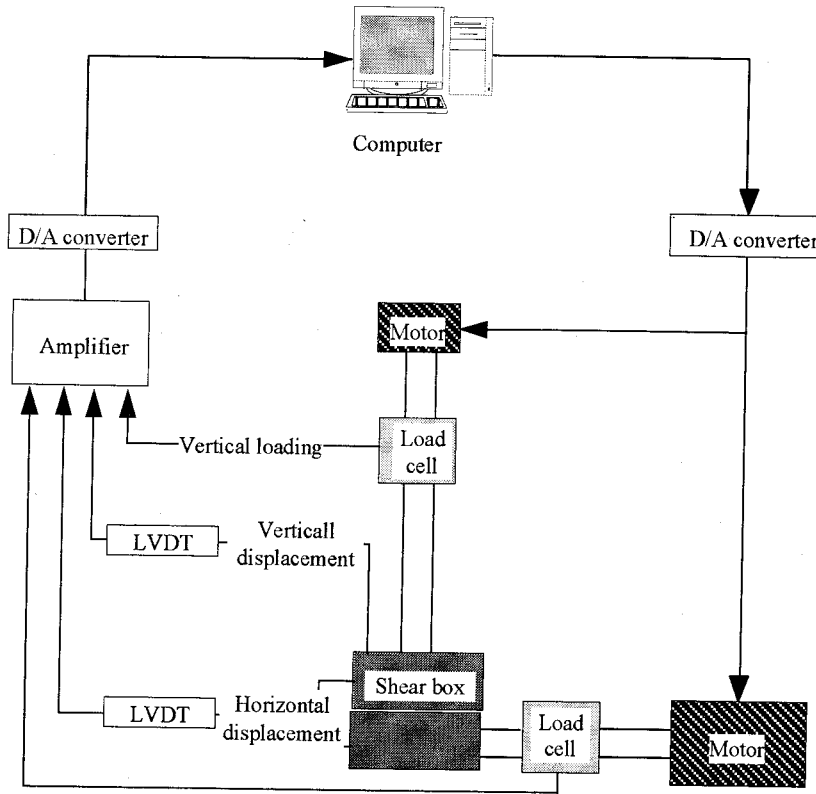 Computer
D/A converter
D/A converter
Motor
Amplifier
Vertical loading
Load
cell
LVDT
Verticall
displacement
Shear box
LVDT
Horizontal
displacement
Load
cell
Motor